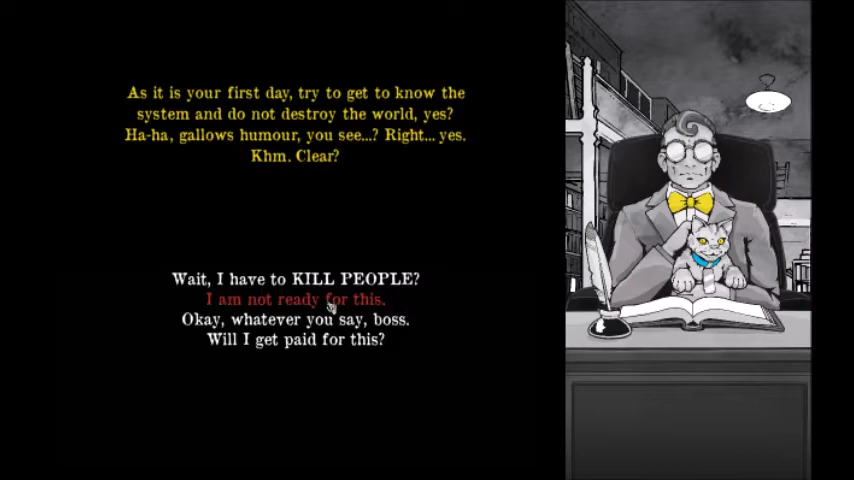 As it is your first day, try to get to know the
system and do not destroy the world, yes?
Ha-ha, gallows humour, you see...? Right... yes.
Khm. Clear?
Wait, I have to KILL PEOPLE?
I am not ready for this.
Okay, whatever you say, boss.
Will I get paid for this?